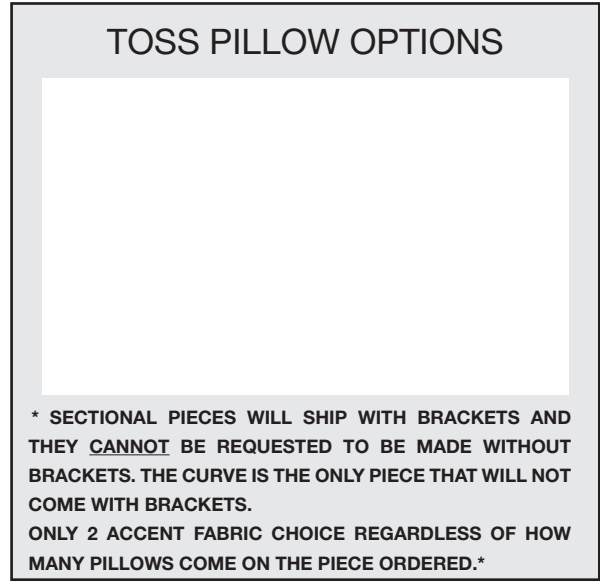 TOSS PILLOW OPTIONS
* SECTIONAL PIECES WILL SHIP WITH BRACKETS AND
THEY CANNOT BE REQUESTED TO BE MADE WITHOUT
BRACKETS. THE CURVE IS THE ONLY PIECE THAT WILL NOT
COME WITH BRACKETS.
ONLY 2 ACCENT FABRIC CHOICE REGARDLESS OF HOW
MANY PILLOWS COME ON THE PIECE ORDERED.*